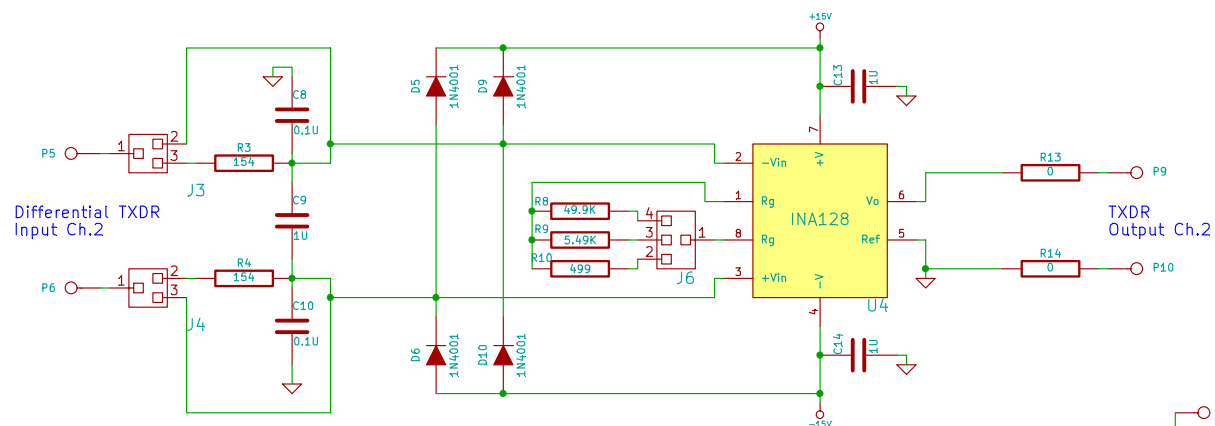 +15V
D5
1N4001
D9
1N4001
C13
1U
C8
0.1U
7
+V
P5
1
2
3
J3
R3
154
2
-Vin
R13
0
P9
Differential TXDR
Input Ch.2
C9
1U
R8
49.9K
R9
5.49K
R10
499
4
3
2
1
J6
1
Rg
8
Rg
INA128
Vo
6
Ref
5
TXDR
Output Ch.2
P6
1
2
3
J4
R4
154
3
+Vin
-V
4
U4
R14
0
P10
C10
0.1U
D6
1N4001
D10
1N4001
C14
1U
-15V